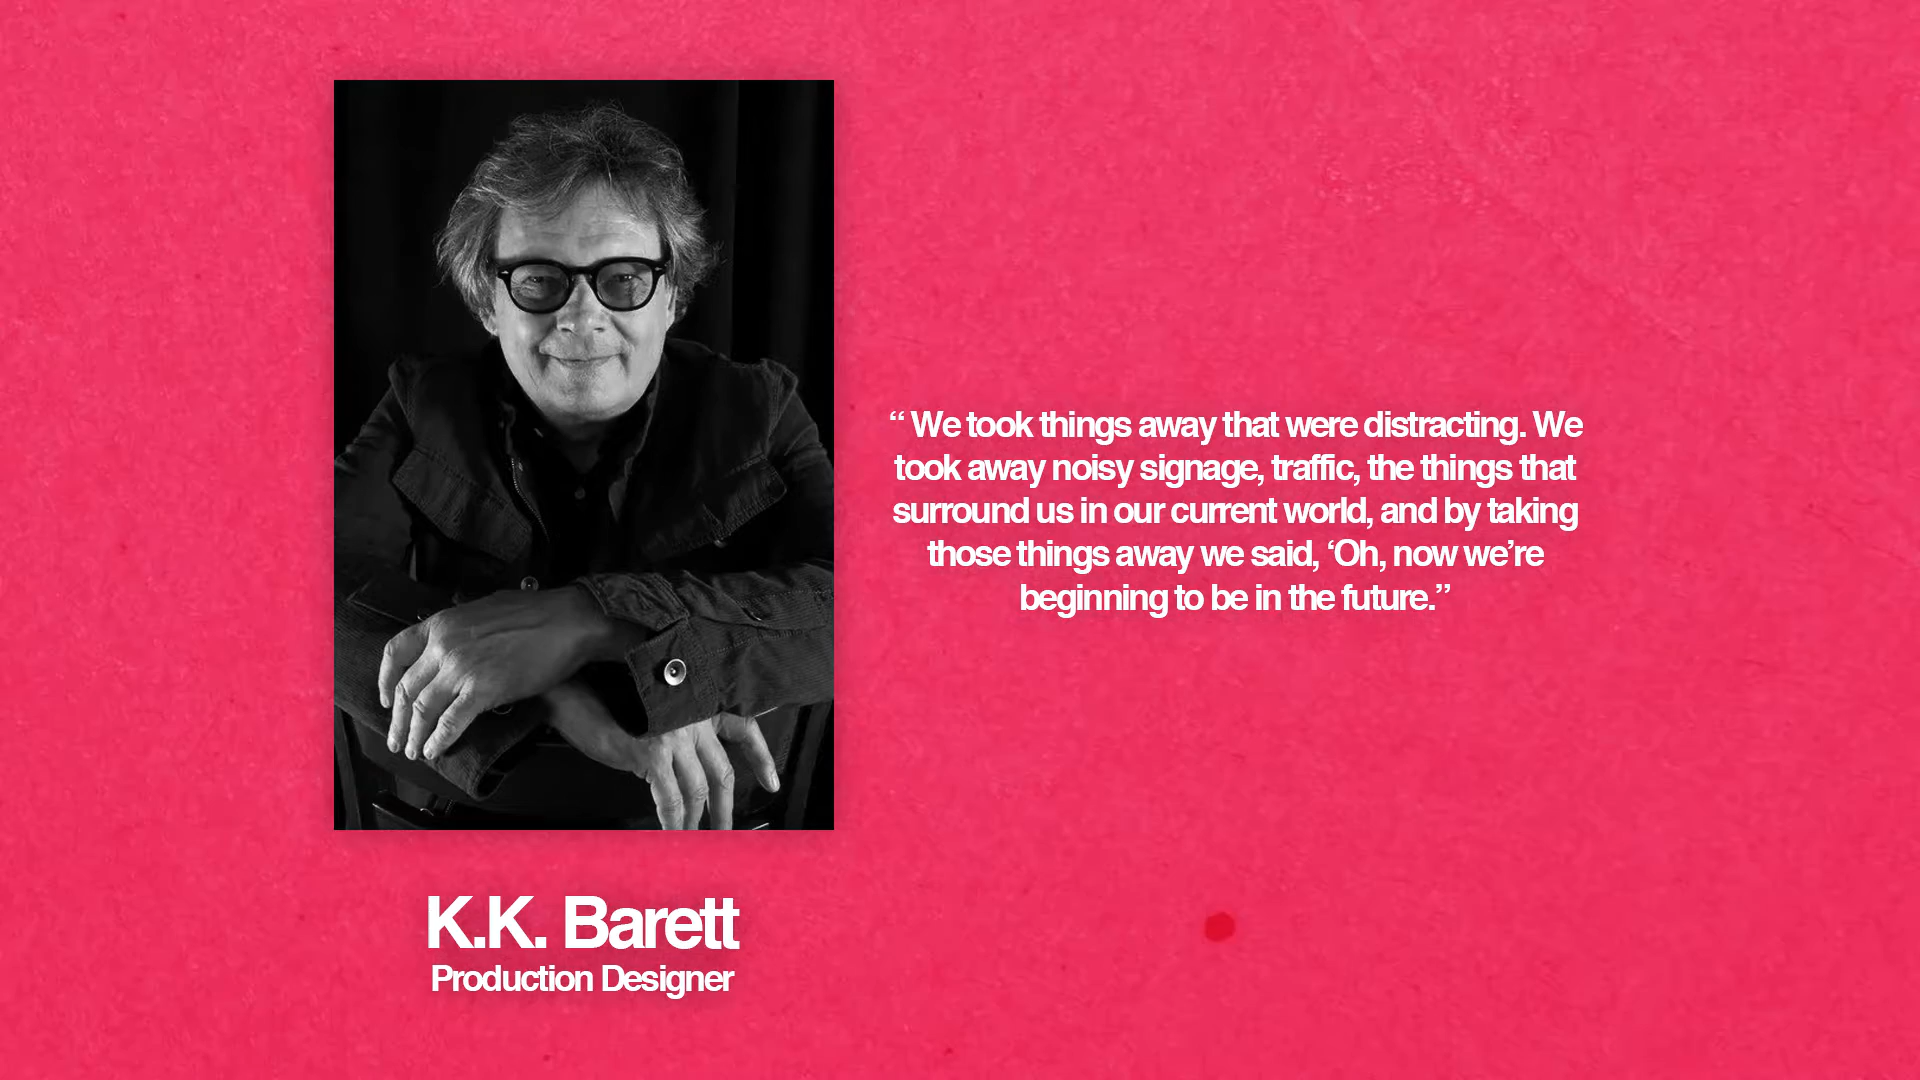 “ We took things away that were distracting. We
took away noisy signage, traffic, the things that
surround us in our current world, and by taking
those things away we said, ‘Oh, now we’re
beginning to be in the future.”
K.K. Barett
Production Designer